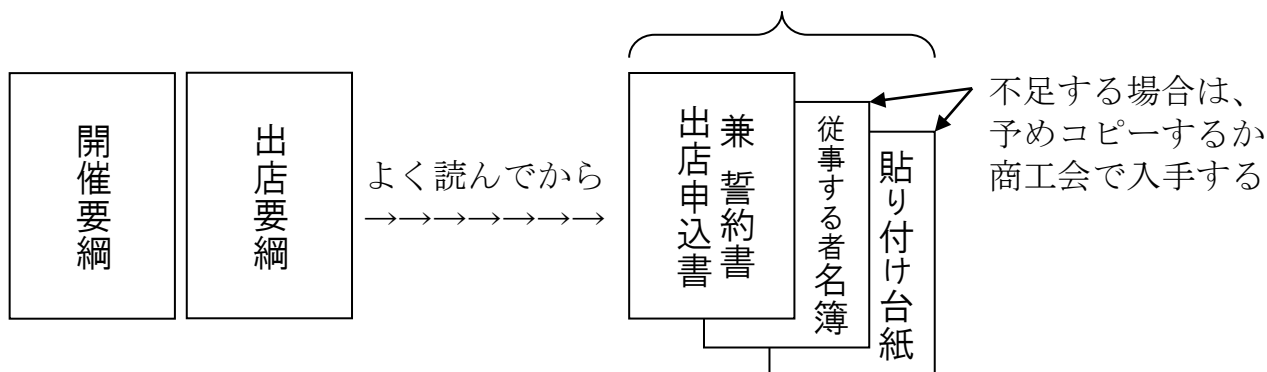 開催要綱
出店要綱
よく読んでから
→→→→→→→
出店申込書
兼 誓約書
従事する者名簿
貼り付け台紙
不足する場合は、
予めコピーするか
商工会で入手する